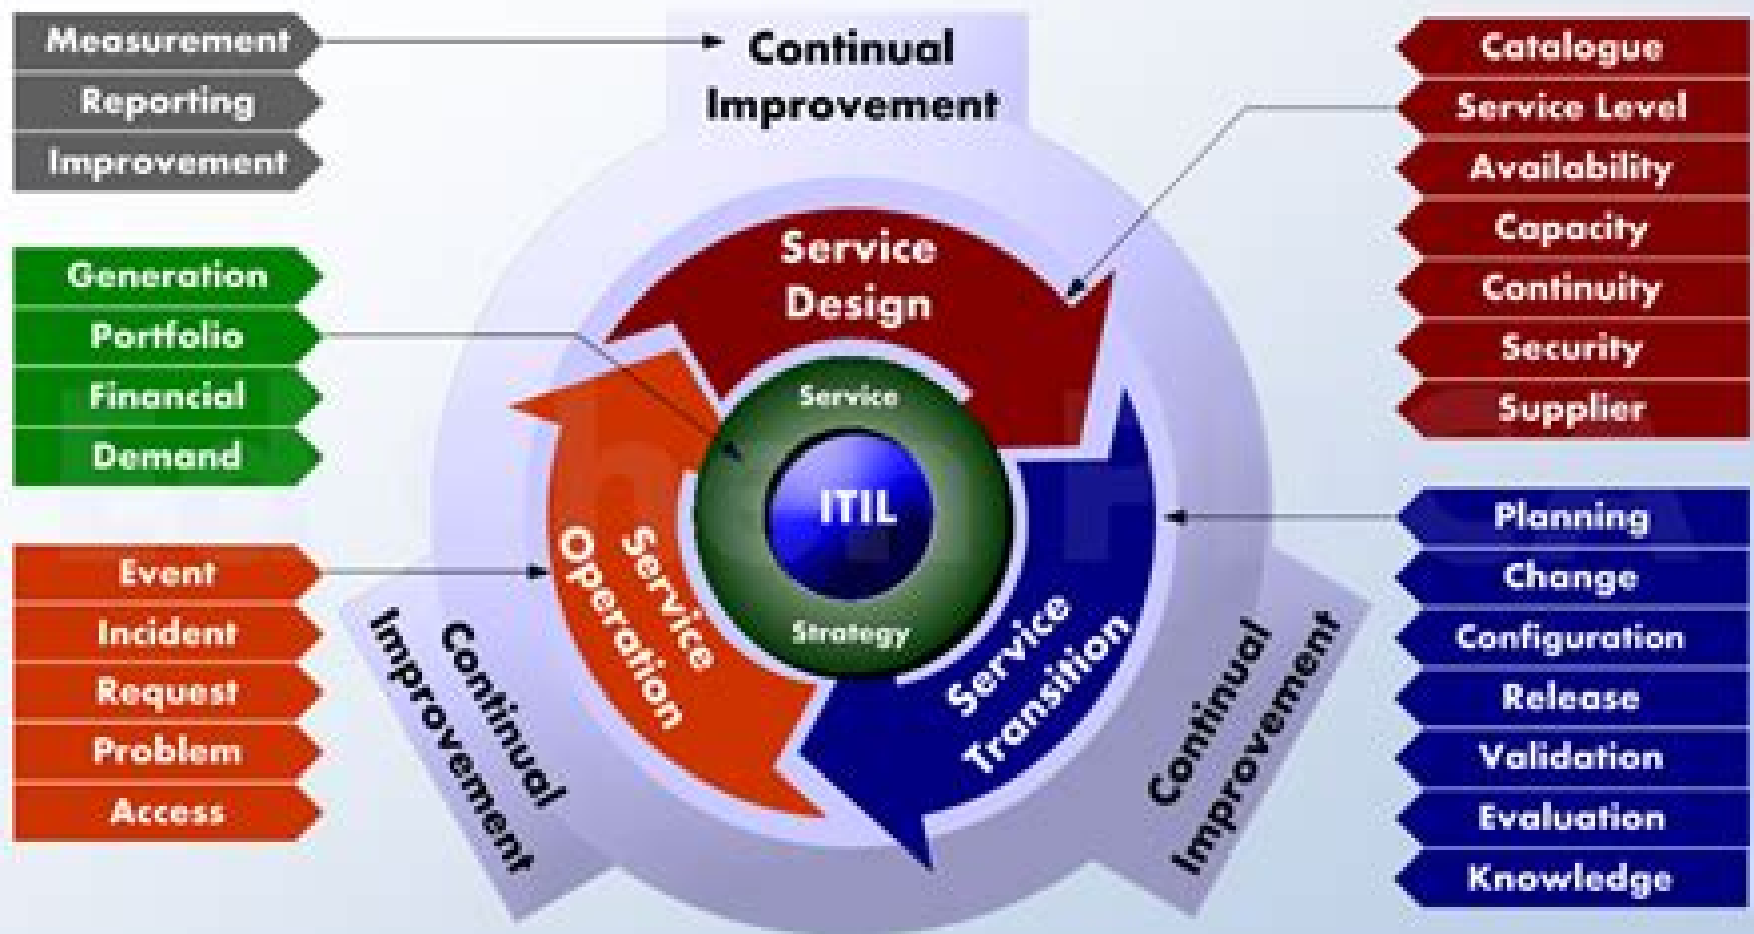 Measurement
Reporting
Improvement
Generation
Portfolio
Financial
Demand
Event
Incident
Request
Problem
Access
Continual
Improvement
Service
Design
Service
ITIL
Strategy
Service
Operation
Service
Transition
Continual
Improvement
Continual
Improvement
Catalogue
Service Level
Availability
Capacity
Continuity
Security
Supplier
Planning
Change
Configuration
Release
Validation
Evaluation
Knowledge